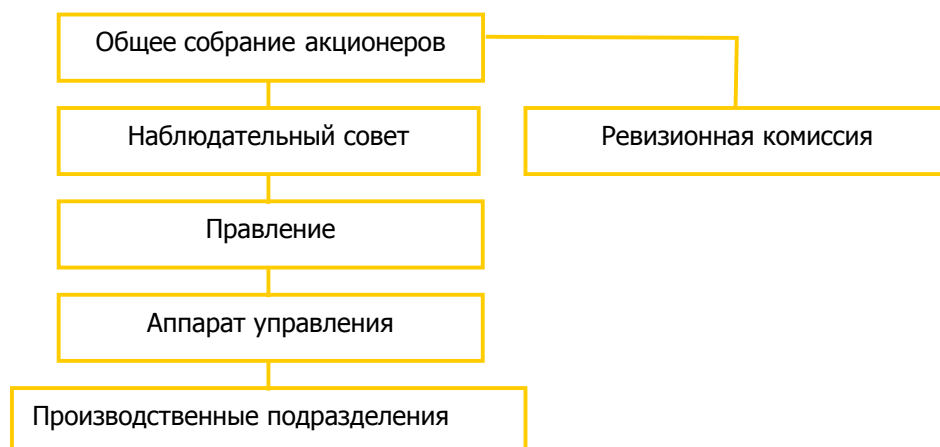 Общее собрание акционеров
Наблюдательный совет
Ревизионная комиссия
Правление
Аппарат управления
Производственные подразделения